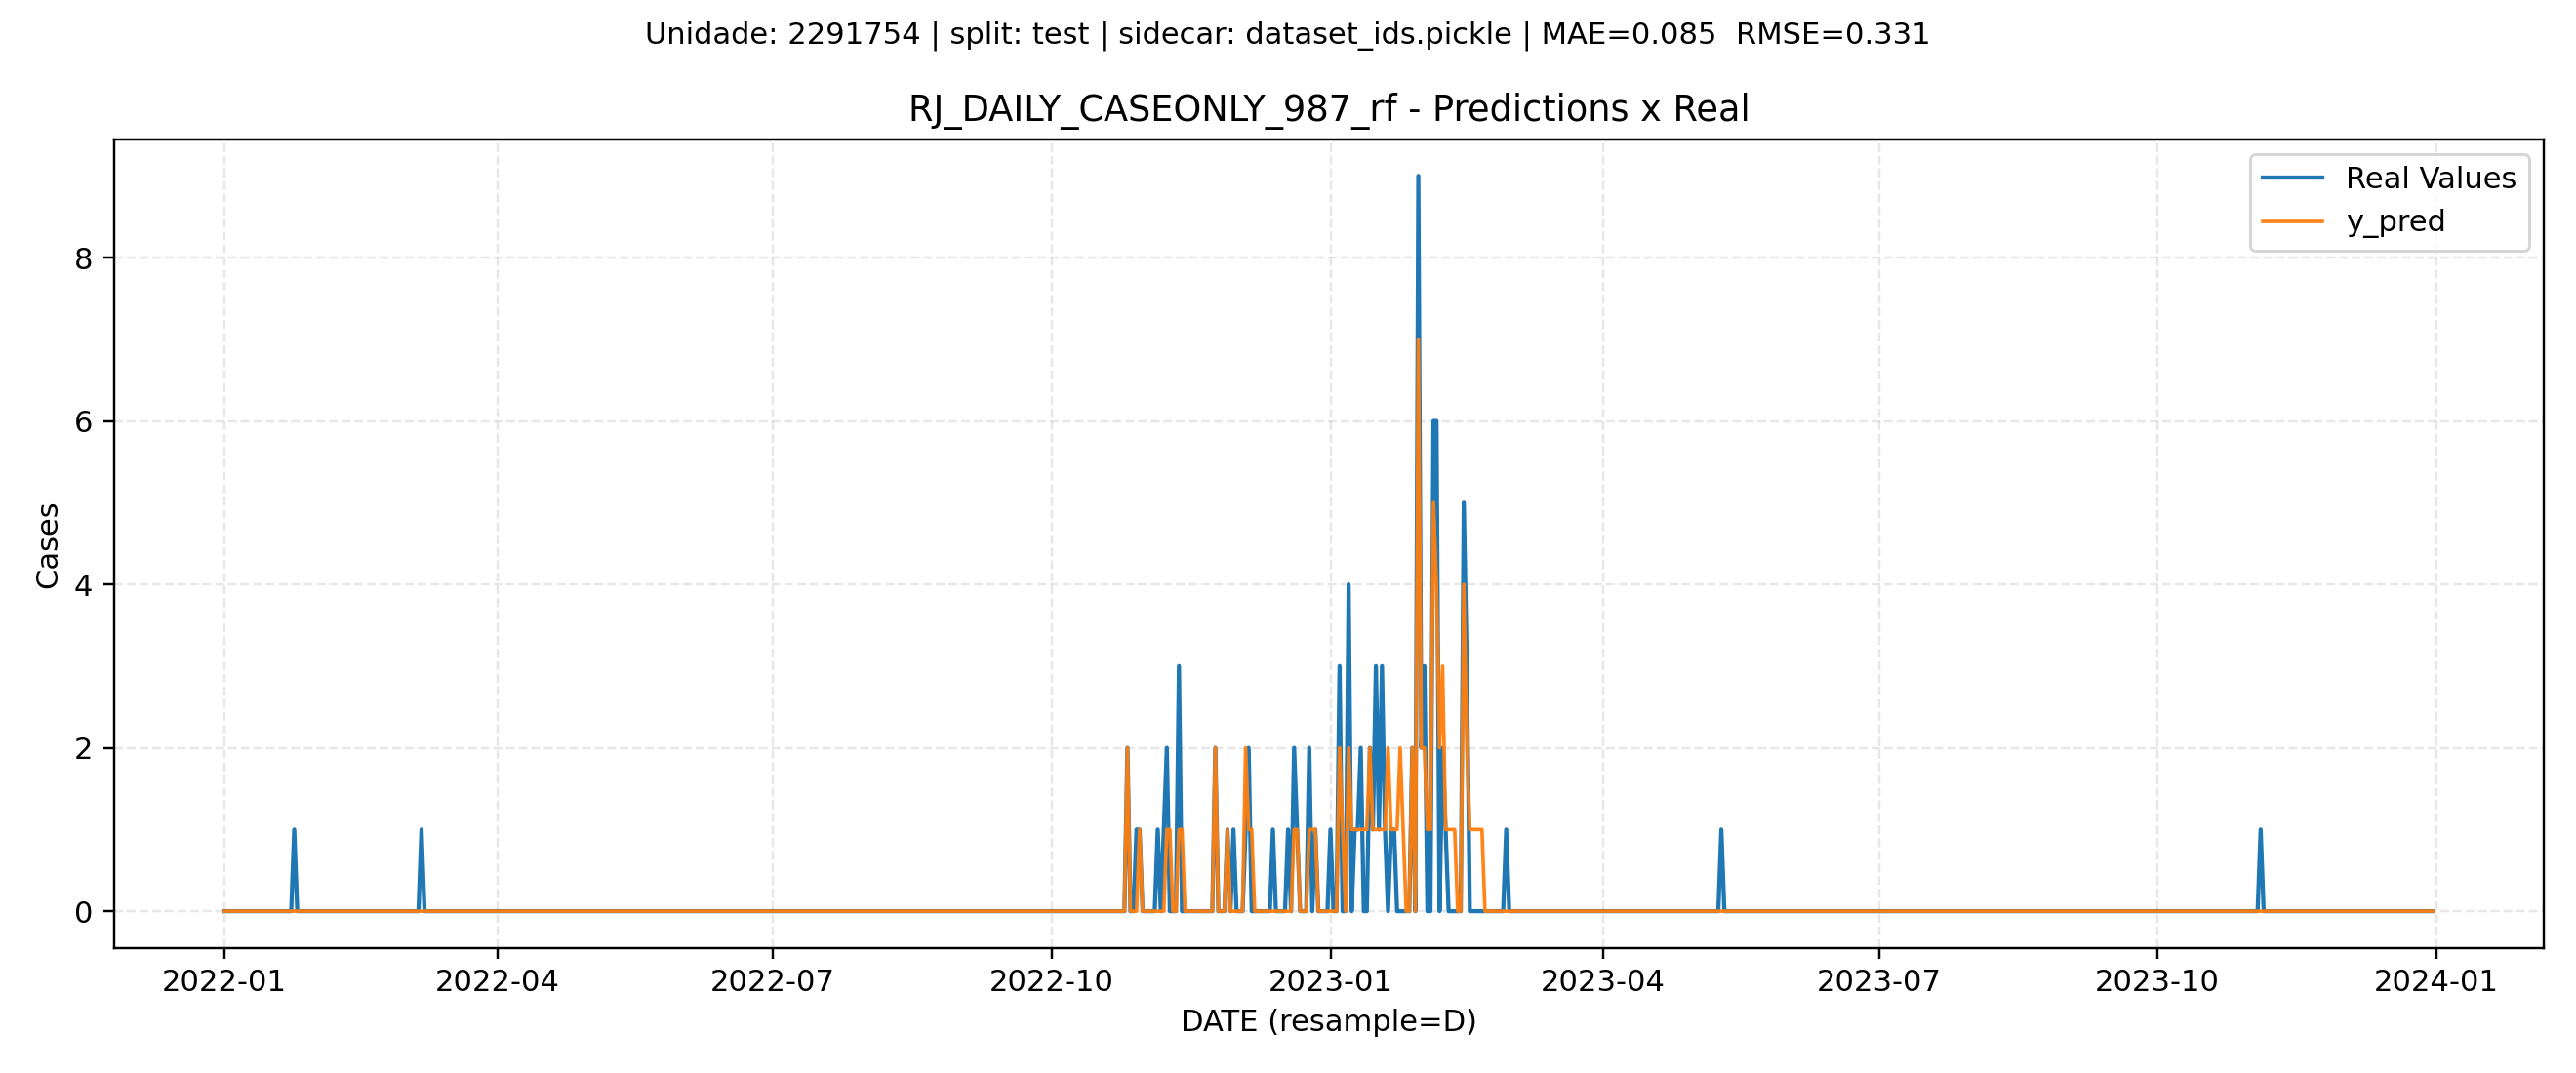 Unidade: 2291754 | split: test | sidecar: dataset_ids.pickle | MAE=0.085  RMSE=0.331
RJ_DAILY_CASEONLY_987_rf - Predictions x Real
Real Values
y_pred
8
6
4
2
0
Cases
2022-01
2022-04
2022-07
2022-10
2023-01
2023-04
2023-07
2023-10
2024-01
DATE (resample=D)